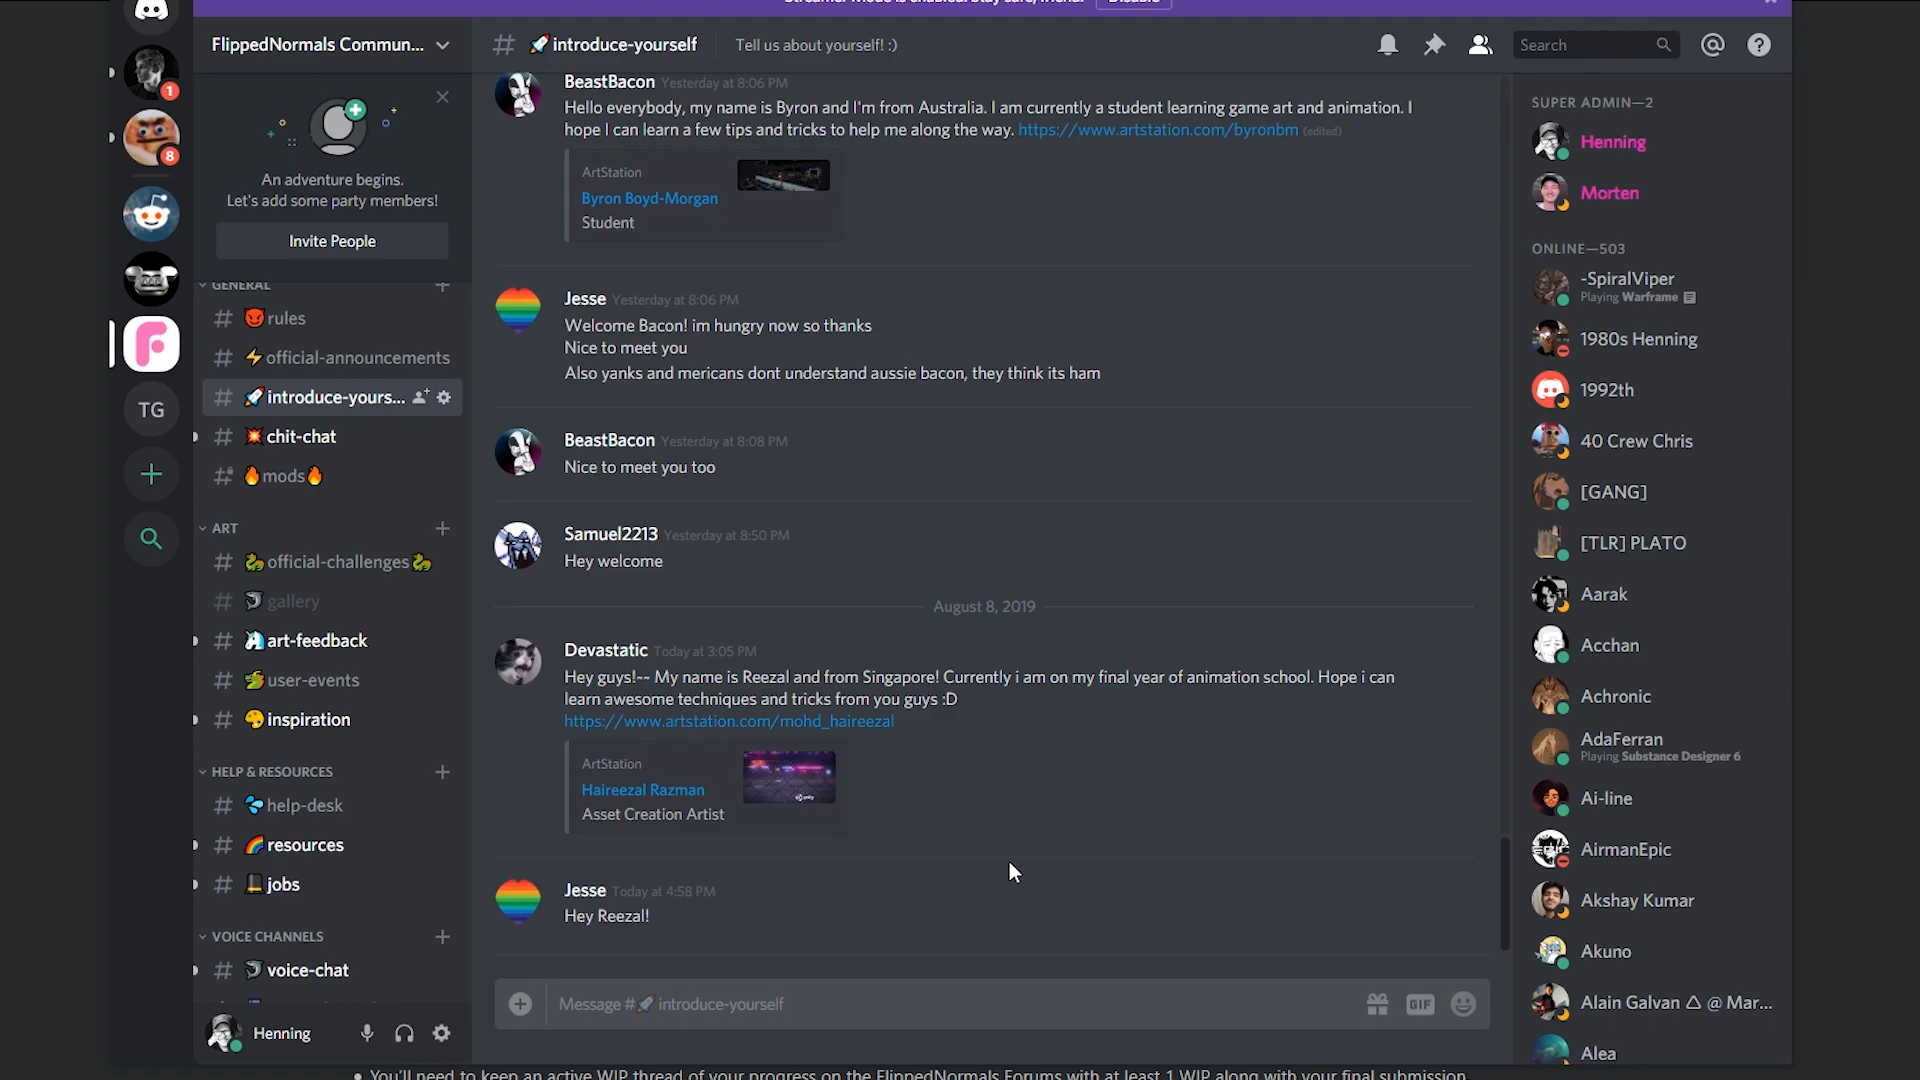 Streamer Mode is enabled. Stay safe, friend.
Disable
1
8
TG
FlippedNormals Commun...
An adventure begins.
Let's add some party members!
Invite People
GENERAL
rules
official-announcements
introduce-yours...
chit-chat
mods
ART
official-challenges
gallery
art-feedback
user-events
inspiration
HELP & RESOURCES
help-desk
resources
jobs
VOICE CHANNELS
voice-chat
Henning
# introduce-yourself
Tell us about yourself! :)
Search
BeastBacon Yesterday at 8:06 PM
Hello everybody, my name is Byron and I'm from Australia. I am currently a student learning game art and animation. I
hope I can learn a few tips and tricks to help me along the way. https://www.artstation.com/byronbm (edited)
ArtStation
Byron Boyd-Morgan
Student
Jesse Yesterday at 8:06 PM
Welcome Bacon! im hungry now so thanks
Nice to meet you
Also yanks and mericans dont understand aussie bacon, they think its ham
BeastBacon Yesterday at 8:08 PM
Nice to meet you too
Samuel2213 Yesterday at 8:50 PM
Hey welcome
August 8, 2019
Devastatic Today at 3:05 PM
Hey guys!~~ My name is Reezal and from Singapore! Currently i am on my final year of animation school. Hope i can
learn awesome techniques and tricks from you guys :D
https://www.artstation.com/mohd_haireezal
ArtStation
Haireezal Razman
Asset Creation Artist
Jesse Today at 4:58 PM
Hey Reezal!
Message # introduce-yourself
GIF
SUPER ADMIN—2
Henning
Morten
ONLINE—503
-SpiralViper
Playing Warframe
1980s Henning
1992th
40 Crew Chris
[GANG]
[TLR] PLATO
Aarak
Acchan
Achronic
AdaFerran
Playing Substance Designer 6
Ai-line
AirmanEpic
Akshay Kumar
Akuno
Alain Galvan △ @ Mar...
Alea
You'll need to keep an active WIP thread of your progress on the FlippedNormals Forums with at least 1 WIP along with your final submission